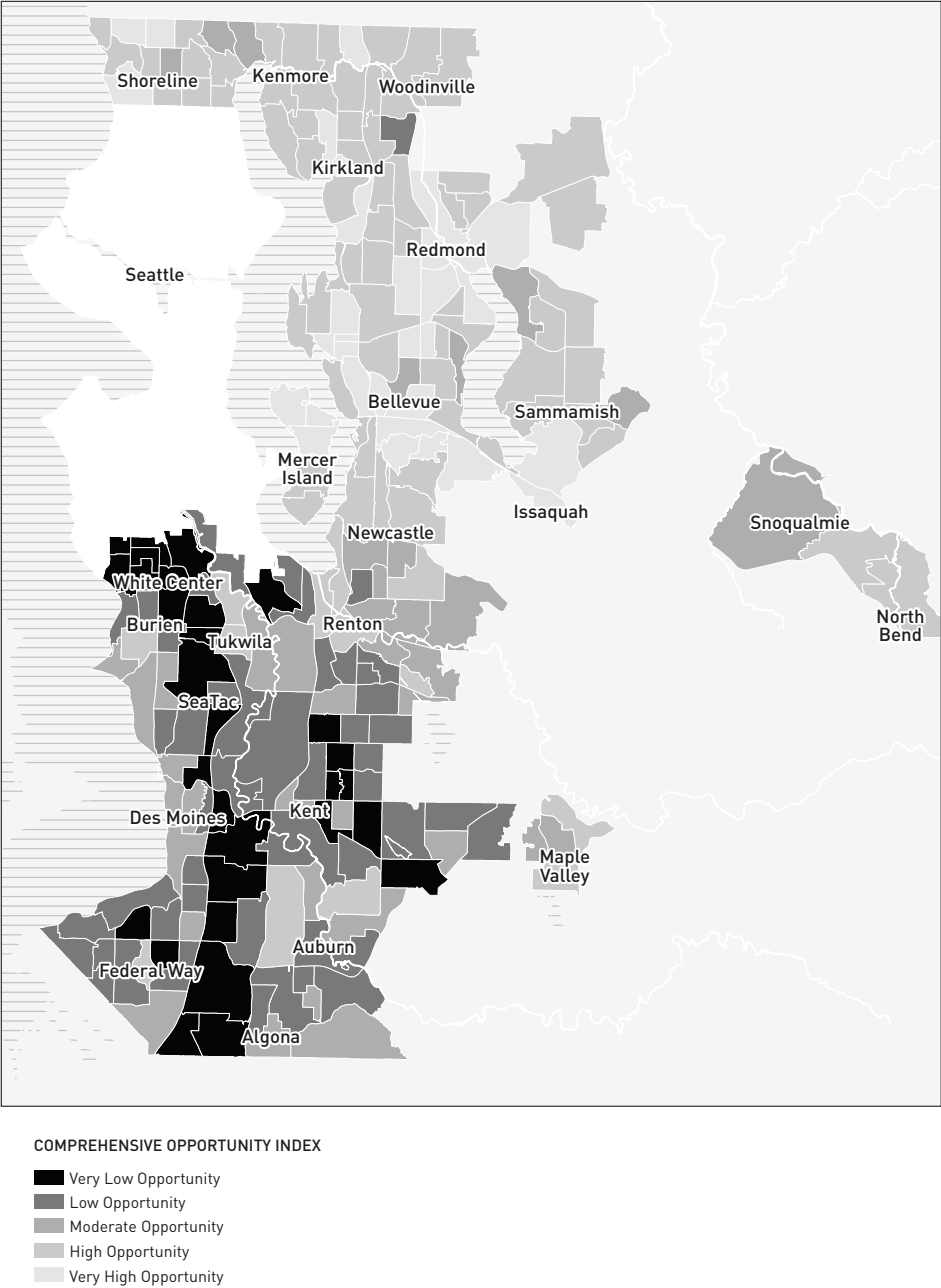 Shoreline
Kenmore
Woodinville
Kirkland
Redmond
Seattle
Bellevue
Sammamish
Mercer
Island
Issaquah
Newcastle
Snoqualmie
White Center
Burien
Tukwila
Renton
North
Bend
SeaTac
Des Moines
Kent
Maple
Valley
Auburn
Federal Way
Algona
COMPREHENSIVE OPPORTUNITY INDEX
Very Low Opportunity
Low Opportunity
Moderate Opportunity
High Opportunity
Very High Opportunity